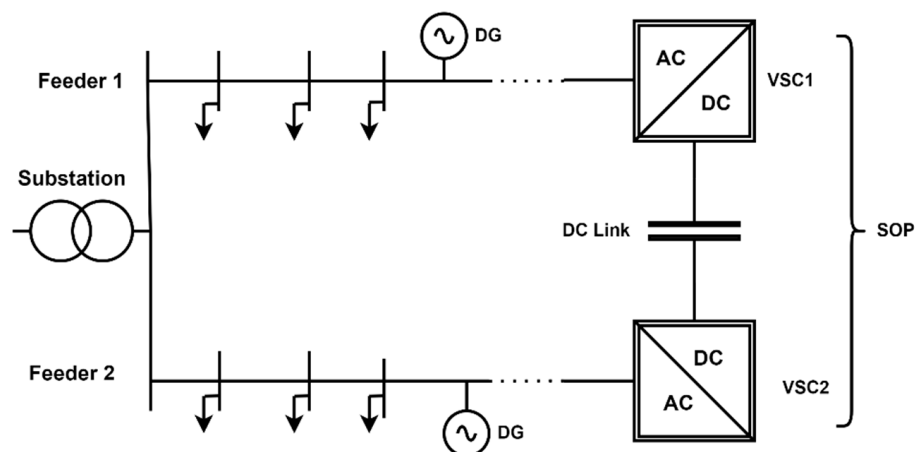 DG
Feeder 1
AC
DC
VSC1
Substation
DC Link
SOP
Feeder 2
DC
AC
VSC2
DG